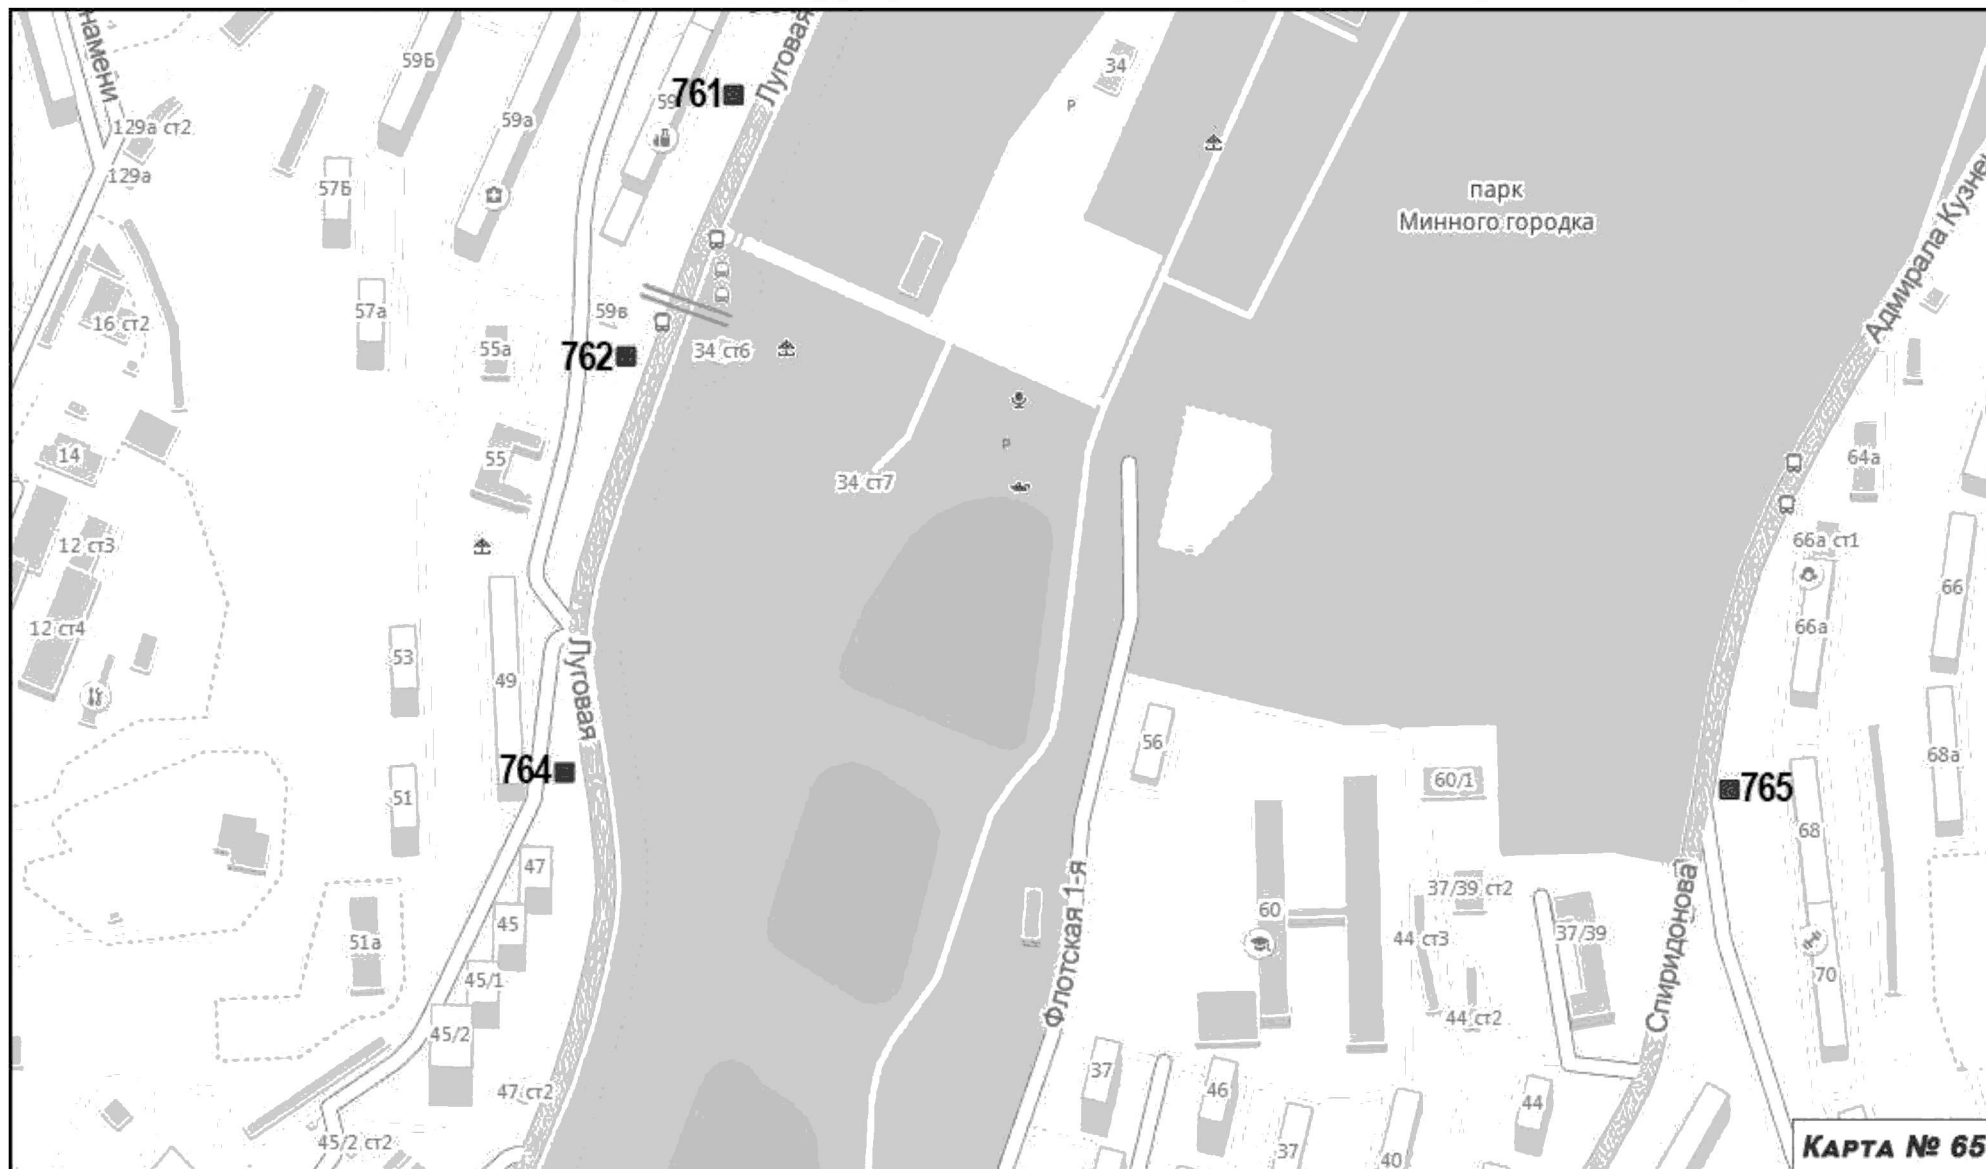 Луговая
34
59Б
761
59
Р
59а
129а ст2
129а
57Б
парк
Минного городка
57а
59в
16 ст2
55а
762
34 ст6
Р
14
55
34 ст7
64а
12 ст3
66а ст1
66
12 ст4
53
49
66а
Луговая
56
68а
764
60/1
765
51
68
47
37/39 ст2
45
60
44 ст3
37/39
51а
Флотская 1-я
Спиридонова
70
45/1
45/2
44 ст2
37
46
44
47 ст2
45/2 ст2
37
40
КАРТА № 65